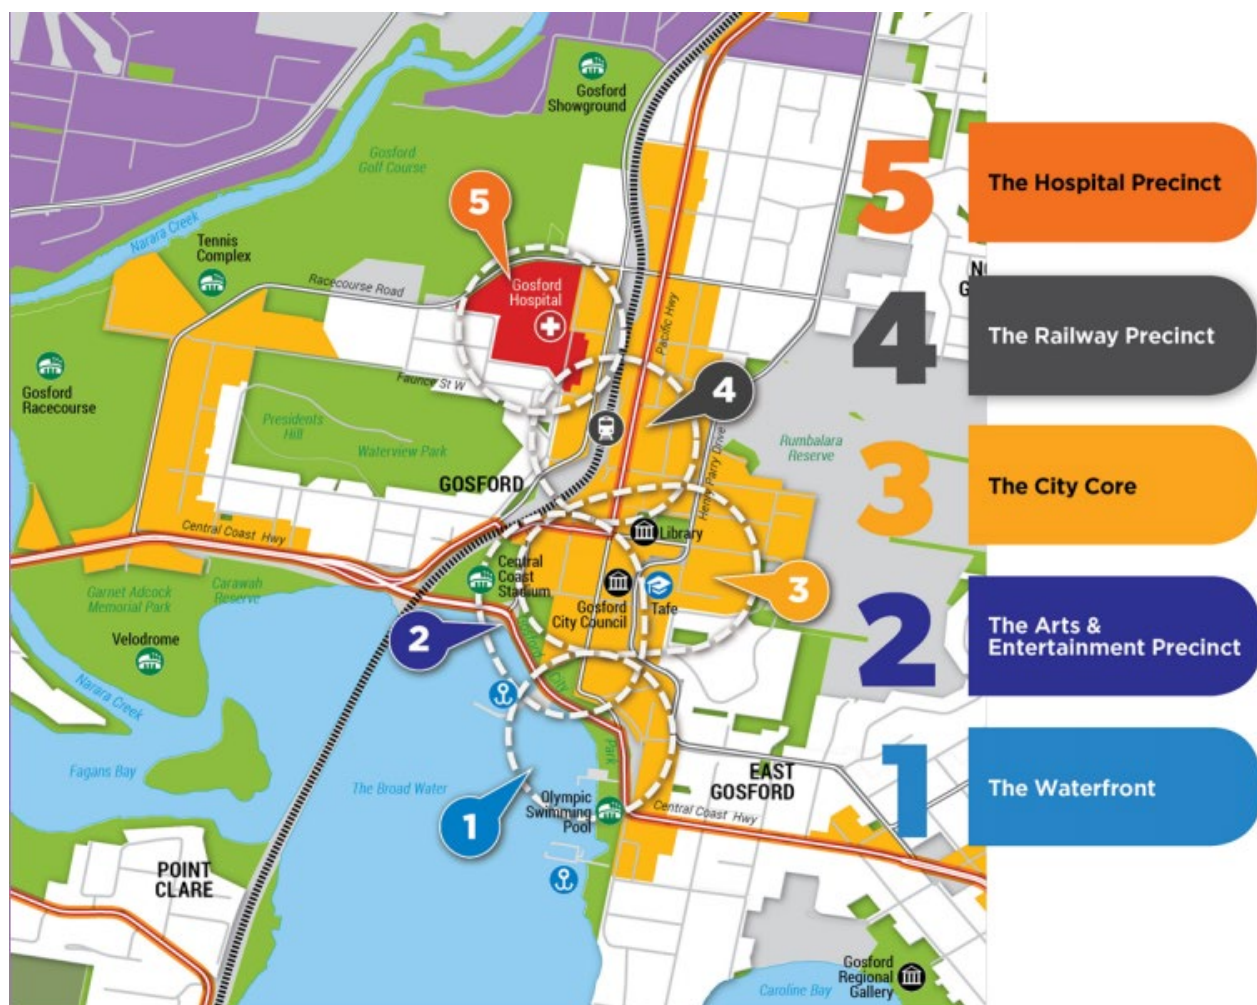 Gosford
Showground
Gosford
Golf Course
Narara Creek
Tennis
Complex
5
Gosford
Hospital
Racecourse Road
Pacific Hwy
Faunce St W
Gosford
Racecourse
Presidents
Hill
Waterview Park
4
Henry Parry Drive
Rumbalara
Reserve
GOSFORD
Central Coast Hwy
Library
Central
Coast
Stadium
Gosford
City Council
Tafe
3
Garnet Adcock
Memorial Park
Carawah
Reserve
Velodrome
2
City
Park
Narara Creek
Fagans Bay
The Broad Water
1
Olympic
Swimming
Pool
EAST
GOSFORD
Central Coast Hwy
POINT
CLARE
Gosford
Regional
Gallery
Caroline Bay
5
The Hospital Precinct
4
The Railway Precinct
3
The City Core
2
The Arts &
Entertainment Precinct
1
The Waterfront